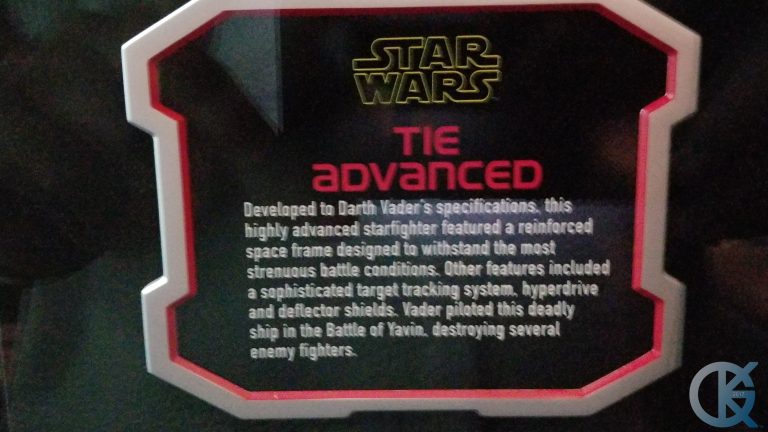 STAR
WARS
TIE
ADVANCED
Developed to Darth Vader's specifications, this
highly advanced starfighter featured a reinforced
space frame designed to withstand the most
strenuous battle conditions. Other features included
a sophisticated target tracking system, hyperdrive
and deflector shields. Vader piloted this deadly
ship in the Battle of Yavin, destroying several
enemy fighters.